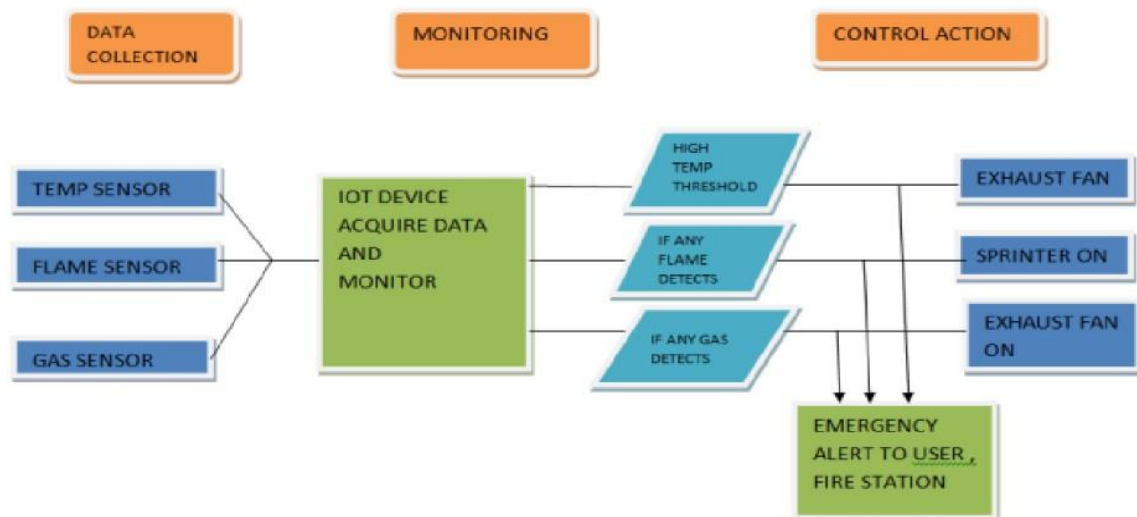 DATA
COLLECTION
MONITORING
CONTROL ACTION
TEMP SENSOR
FLAME SENSOR
GAS SENSOR
IOT DEVICE
ACQUIRE DATA
AND
MONITOR
HIGH
TEMP
THRESHOLD
IF ANY
FLAME
DETECTS
IF ANY GAS
DETECTS
EXHAUST FAN
SPRINTER ON
EXHAUST FAN
ON
EMERGENCY
ALERT TO USER ,
FIRE STATION